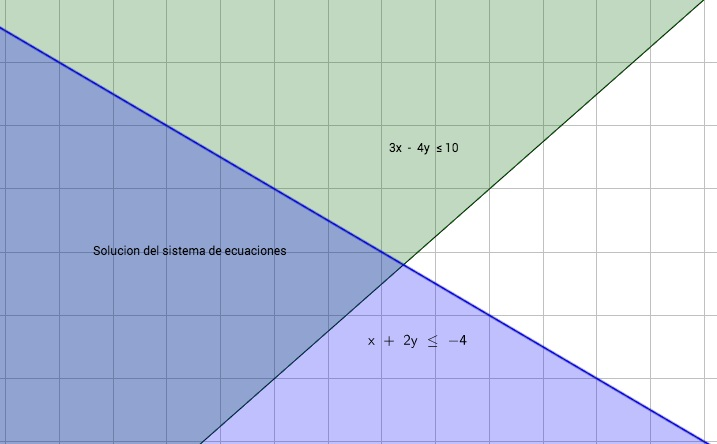 3x - 4y ≤ 10
Solucion del sistema de ecuaciones
x + 2y ≤ −4